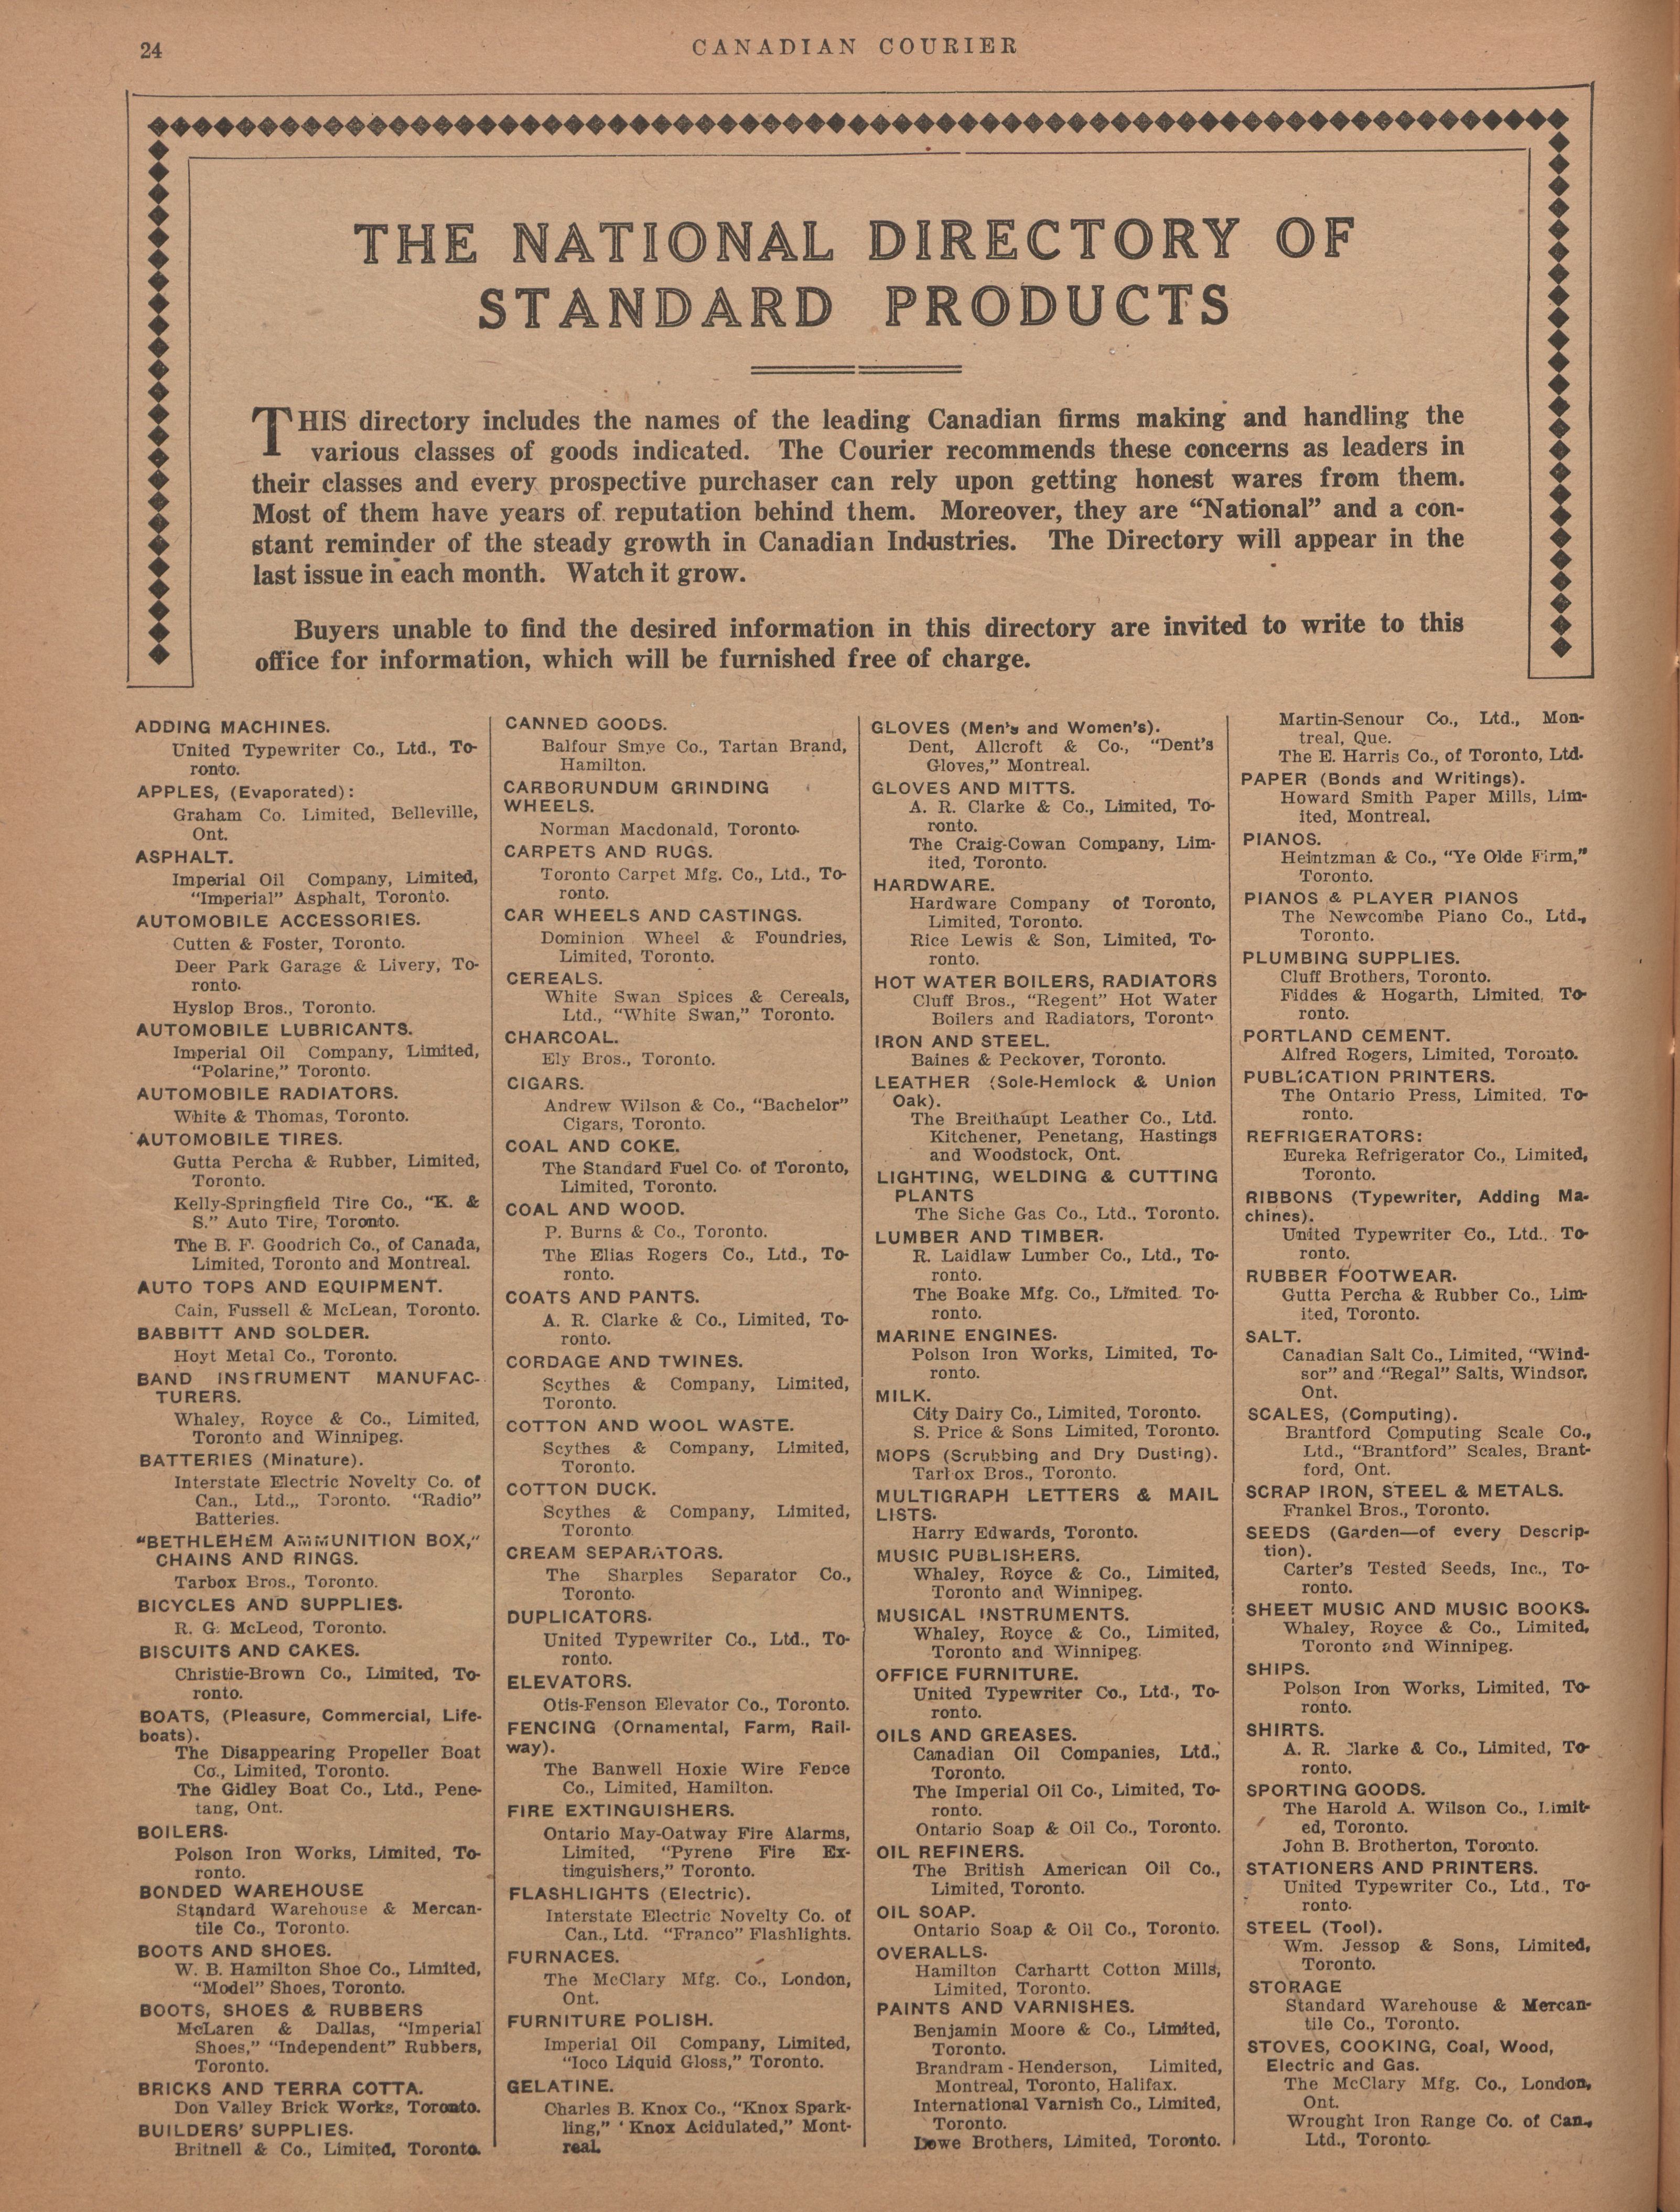 24
CANADIAN COURIER
THE NATIONAL DIRECTORY OF
STANDARD PRODUCTS
THIS directory includes the names of the leading Canadian firms making and handling the
various classes of goods indicated. The Courier recommends these concerns as leaders in
their classes and every prospective purchaser can rely upon getting honest wares from them.
Most of them have years of reputation behind them. Moreover, they are “National” and a con-
stant reminder of the steady growth in Canadian Industries. The Directory will appear in the
last issue in each month. Watch it grow.
Buyers unable to find the desired information in this directory are invited to write to this
office for information, which will be furnished free of charge.
ADDING MACHINES.
United Typewriter Co., Ltd., To-
ronto.
APPLES, (Evaporated):
Graham Co. Limited, Belleville,
Ont.
ASPHALT.
Imperial Oil Company, Limited,
“Imperial” Asphalt, Toronto.
AUTOMOBILE ACCESSORIES.
Cutten & Foster, Toronto.
Deer Park Garage & Livery, To-
ronto.
Hyslop Bros., Toronto.
AUTOMOBILE LUBRICANTS.
Imperial Oil Company, Limited,
“Polarine,” Toronto.
AUTOMOBILE RADIATORS.
White & Thomas, Toronto.
AUTOMOBILE TIRES.
Gutta Percha & Rubber, Limited,
Toronto.
Kelly-Springfield Tire Co., “K. &
S.” Auto Tire, Toronto.
The B. F. Goodrich Co., of Canada,
Limited, Toronto and Montreal.
AUTO TOPS AND EQUIPMENT.
Cain, Fussell & McLean, Toronto.
BABBITT AND SOLDER.
Hoyt Metal Co., Toronto.
BAND INSTRUMENT MANUFAC-
TURERS.
Whaley, Royce & Co., Limited,
Toronto and Winnipeg.
BATTERIES (Minature).
Interstate Electric Novelty Co. of
Can., Ltd.,, Toronto. “Radio”
Batteries.
“BETHLEHEM AMMUNITION BOX,”
CHAINS AND RINGS.
Tarbox Bros., Toronto.
BICYCLES AND SUPPLIES.
R. G. McLeod, Toronto.
BISCUITS AND CAKES.
Christie-Brown Co., Limited, To-
ronto.
BOATS, (Pleasure, Commercial, Life-
boats).
The Disappearing Propeller Boat
Co., Limited, Toronto.
The Gidley Boat Co., Ltd., Pene-
tang, Ont.
BOILERS.
Polson Iron Works, Limited, To-
ronto.
BONDED WAREHOUSE
Standard Warehouse & Mercan-
tile Co., Toronto.
BOOTS AND SHOES.
W. B. Hamilton Shoe Co., Limited,
“Model” Shoes, Toronto.
BOOTS, SHOES & RUBBERS
McLaren & Dallas, “Imperial
Shoes,” “Independent” Rubbers,
Toronto.
BRICKS AND TERRA COTTA.
Don Valley Brick Works, Toronto.
BUILDERS’ SUPPLIES.
Britnell & Co., Limited, Toronto.
CANNED GOODS.
Balfour Smye Co., Tartan Brand,
Hamilton.
CARBORUNDUM GRINDING
WHEELS.
Norman Macdonald, Toronto.
CARPETS AND RUGS.
Toronto Carpet Mfg. Co., Ltd., To-
ronto.
CAR WHEELS AND CASTINGS.
Dominion Wheel & Foundries,
Limited, Toronto.
CEREALS.
White Swan Spices & Cereals,
Ltd., “White Swan,” Toronto.
CHARCOAL.
Ely Bros., Toronto.
CIGARS.
Andrew Wilson & Co., “Bachelor”
Cigars, Toronto.
COAL AND COKE.
The Standard Fuel Co. of Toronto,
Limited, Toronto.
COAL AND WOOD.
P. Burns & Co., Toronto.
The Elias Rogers Co., Ltd., To-
ronto.
COATS AND PANTS.
A. R. Clarke & Co., Limited, To-
ronto.
CORDAGE AND TWINES.
Scythes & Company, Limited,
Toronto.
COTTON AND WOOL WASTE.
Scythes & Company, Limited,
Toronto.
COTTON DUCK.
Scythes & Company, Limited,
Toronto.
CREAM SEPARATORS.
The Sharples Separator Co.,
Toronto.
DUPLICATORS.
United Typewriter Co., Ltd., To-
ronto.
ELEVATORS.
Otis-Fenson Elevator Co., Toronto.
FENCING (Ornamental, Farm, Rail-
way).
The Banwell Hoxie Wire Fence
Co., Limited, Hamilton.
FIRE EXTINGUISHERS.
Ontario May-Oatway Fire Alarms,
Limited, “Pyrene Fire Ex-
tinguishers,” Toronto.
FLASHLIGHTS (Electric).
Interstate Electric Novelty Co. of
Can., Ltd. “Franco” Flashlights.
FURNACES.
The McClary Mfg. Co., London,
Ont.
FURNITURE POLISH.
Imperial Oil Company, Limited,
“Ioco Liquid Gloss,” Toronto.
GELATINE.
Charles B. Knox Co., “Knox Spark-
ling,” ‘Knox Acidulated,” Mont-
real.
GLOVES (Men’s and Women’s).
Dent, Allcroft & Co., “Dent’s
Gloves,” Montreal.
GLOVES AND MITTS.
A. R. Clarke & Co., Limited, To-
ronto.
The Craig-Cowan Company, Lim-
ited, Toronto.
HARDWARE.
Hardware Company of Toronto,
Limited, Toronto.
Rice Lewis & Son, Limited, To-
ronto.
HOT WATER BOILERS, RADIATORS
Cluff Bros., “Regent” Hot Water
Boilers and Radiators, Toronto
IRON AND STEEL.
Baines & Peckover, Toronto.
LEATHER (Sole-Hemlock & Union
Oak).
The Breithaupt Leather Co., Ltd.
Kitchener, Penetang, Hastings
and Woodstock, Ont.
LIGHTING, WELDING & CUTTING
PLANTS
The Siche Gas Co., Ltd., Toronto.
LUMBER AND TIMBER.
R. Laidlaw Lumber Co., Ltd., To-
ronto.
The Boake Mfg. Co., Limited. To-
ronto.
MARINE ENGINES.
Polson Iron Works, Limited, To-
ronto.
MILK.
City Dairy Co., Limited, Toronto.
S. Price & Sons Limited, Toronto.
MOPS (Scrubbing and Dry Dusting).
Tarbox Bros., Toronto.
MULTIGRAPH LETTERS & MAIL
LISTS.
Harry Edwards, Toronto.
MUSIC PUBLISHERS.
Whaley, Royce & Co., Limited,
Toronto and Winnipeg.
MUSICAL INSTRUMENTS.
Whaley, Royce & Co., Limited,
Toronto and Winnipeg.
OFFICE FURNITURE.
United Typewriter Co., Ltd., To-
ronto.
OILS AND GREASES.
Canadian Oil Companies, Ltd.,
Toronto.
The Imperial Oil Co., Limited, To-
ronto.
Ontario Soap & Oil Co., Toronto.
OIL REFINERS.
The British American Oil Co.,
Limited, Toronto.
OIL SOAP.
Ontario Soap & Oil Co., Toronto.
OVERALLS.
Hamilton Carhartt Cotton Mills,
Limited, Toronto.
PAINTS AND VARNISHES.
Benjamin Moore & Co., Limited,
Toronto.
Brandram-Henderson, Limited,
Montreal, Toronto, Halifax.
International Varnish Co., Limited,
Toronto.
Lowe Brothers, Limited, Toronto.
Martin-Senour Co., Ltd., Mon-
treal, Que.
The E. Harris Co., of Toronto, Ltd.
PAPER (Bonds and Writings).
Howard Smith Paper Mills, Lim-
ited, Montreal.
PIANOS.
Heintzman & Co., “Ye Olde Firm,”
Toronto.
PIANOS & PLAYER PIANOS
The Newcombe Piano Co., Ltd.,
Toronto.
PLUMBING SUPPLIES.
Cluff Brothers, Toronto.
Fiddes & Hogarth, Limited, To-
ronto.
PORTLAND CEMENT.
Alfred Rogers, Limited, Toronto.
PUBLICATION PRINTERS.
The Ontario Press, Limited, To-
ronto.
REFRIGERATORS:
Eureka Refrigerator Co., Limited,
Toronto.
RIBBONS (Typewriter, Adding Ma-
chines).
United Typewriter Co., Ltd., To-
ronto.
RUBBER FOOTWEAR.
Gutta Percha & Rubber Co., Lim-
ited, Toronto.
SALT.
Canadian Salt Co., Limited, “Wind-
sor” and “Regal” Salts, Windsor,
Ont.
SCALES, (Computing).
Brantford Computing Scale Co.,
Ltd., “Brantford” Scales, Brant-
ford, Ont.
SCRAP IRON, STEEL & METALS.
Frankel Bros., Toronto.
SEEDS (Garden—of every Descrip-
tion).
Carter’s Tested Seeds, Inc., To-
ronto.
SHEET MUSIC AND MUSIC BOOKS.
Whaley, Royce & Co., Limited,
Toronto and Winnipeg.
SHIPS.
Polson Iron Works, Limited, To-
ronto.
SHIRTS.
A. R. Clarke & Co., Limited, To-
ronto.
SPORTING GOODS.
The Harold A. Wilson Co., Limit-
ed, Toronto.
John B. Brotherton, Toronto.
STATIONERS AND PRINTERS.
United Typewriter Co., Ltd., To-
ronto.
STEEL (Tool).
Wm. Jessop & Sons, Limited,
Toronto.
STORAGE
Standard Warehouse & Mercan-
tile Co., Toronto.
STOVES, COOKING, Coal, Wood,
Electric and Gas.
The McClary Mfg. Co., London,
Ont.
Wrought Iron Range Co. of Can.,
Ltd., Toronto.